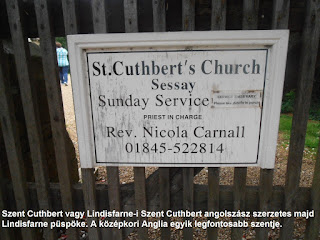 St.Cuthbert's Church
Sessay
Sunday Service
PRIEST IN CHARGE
Rev. Nicola Carnall
01845-522814
Szent Cuthbert vagy Lindisfarne-i Szent Cuthbert angolszász szerzetes majd
Lindisfarne püspöke. A középkori Anglia egyik legfontosabb szentje.